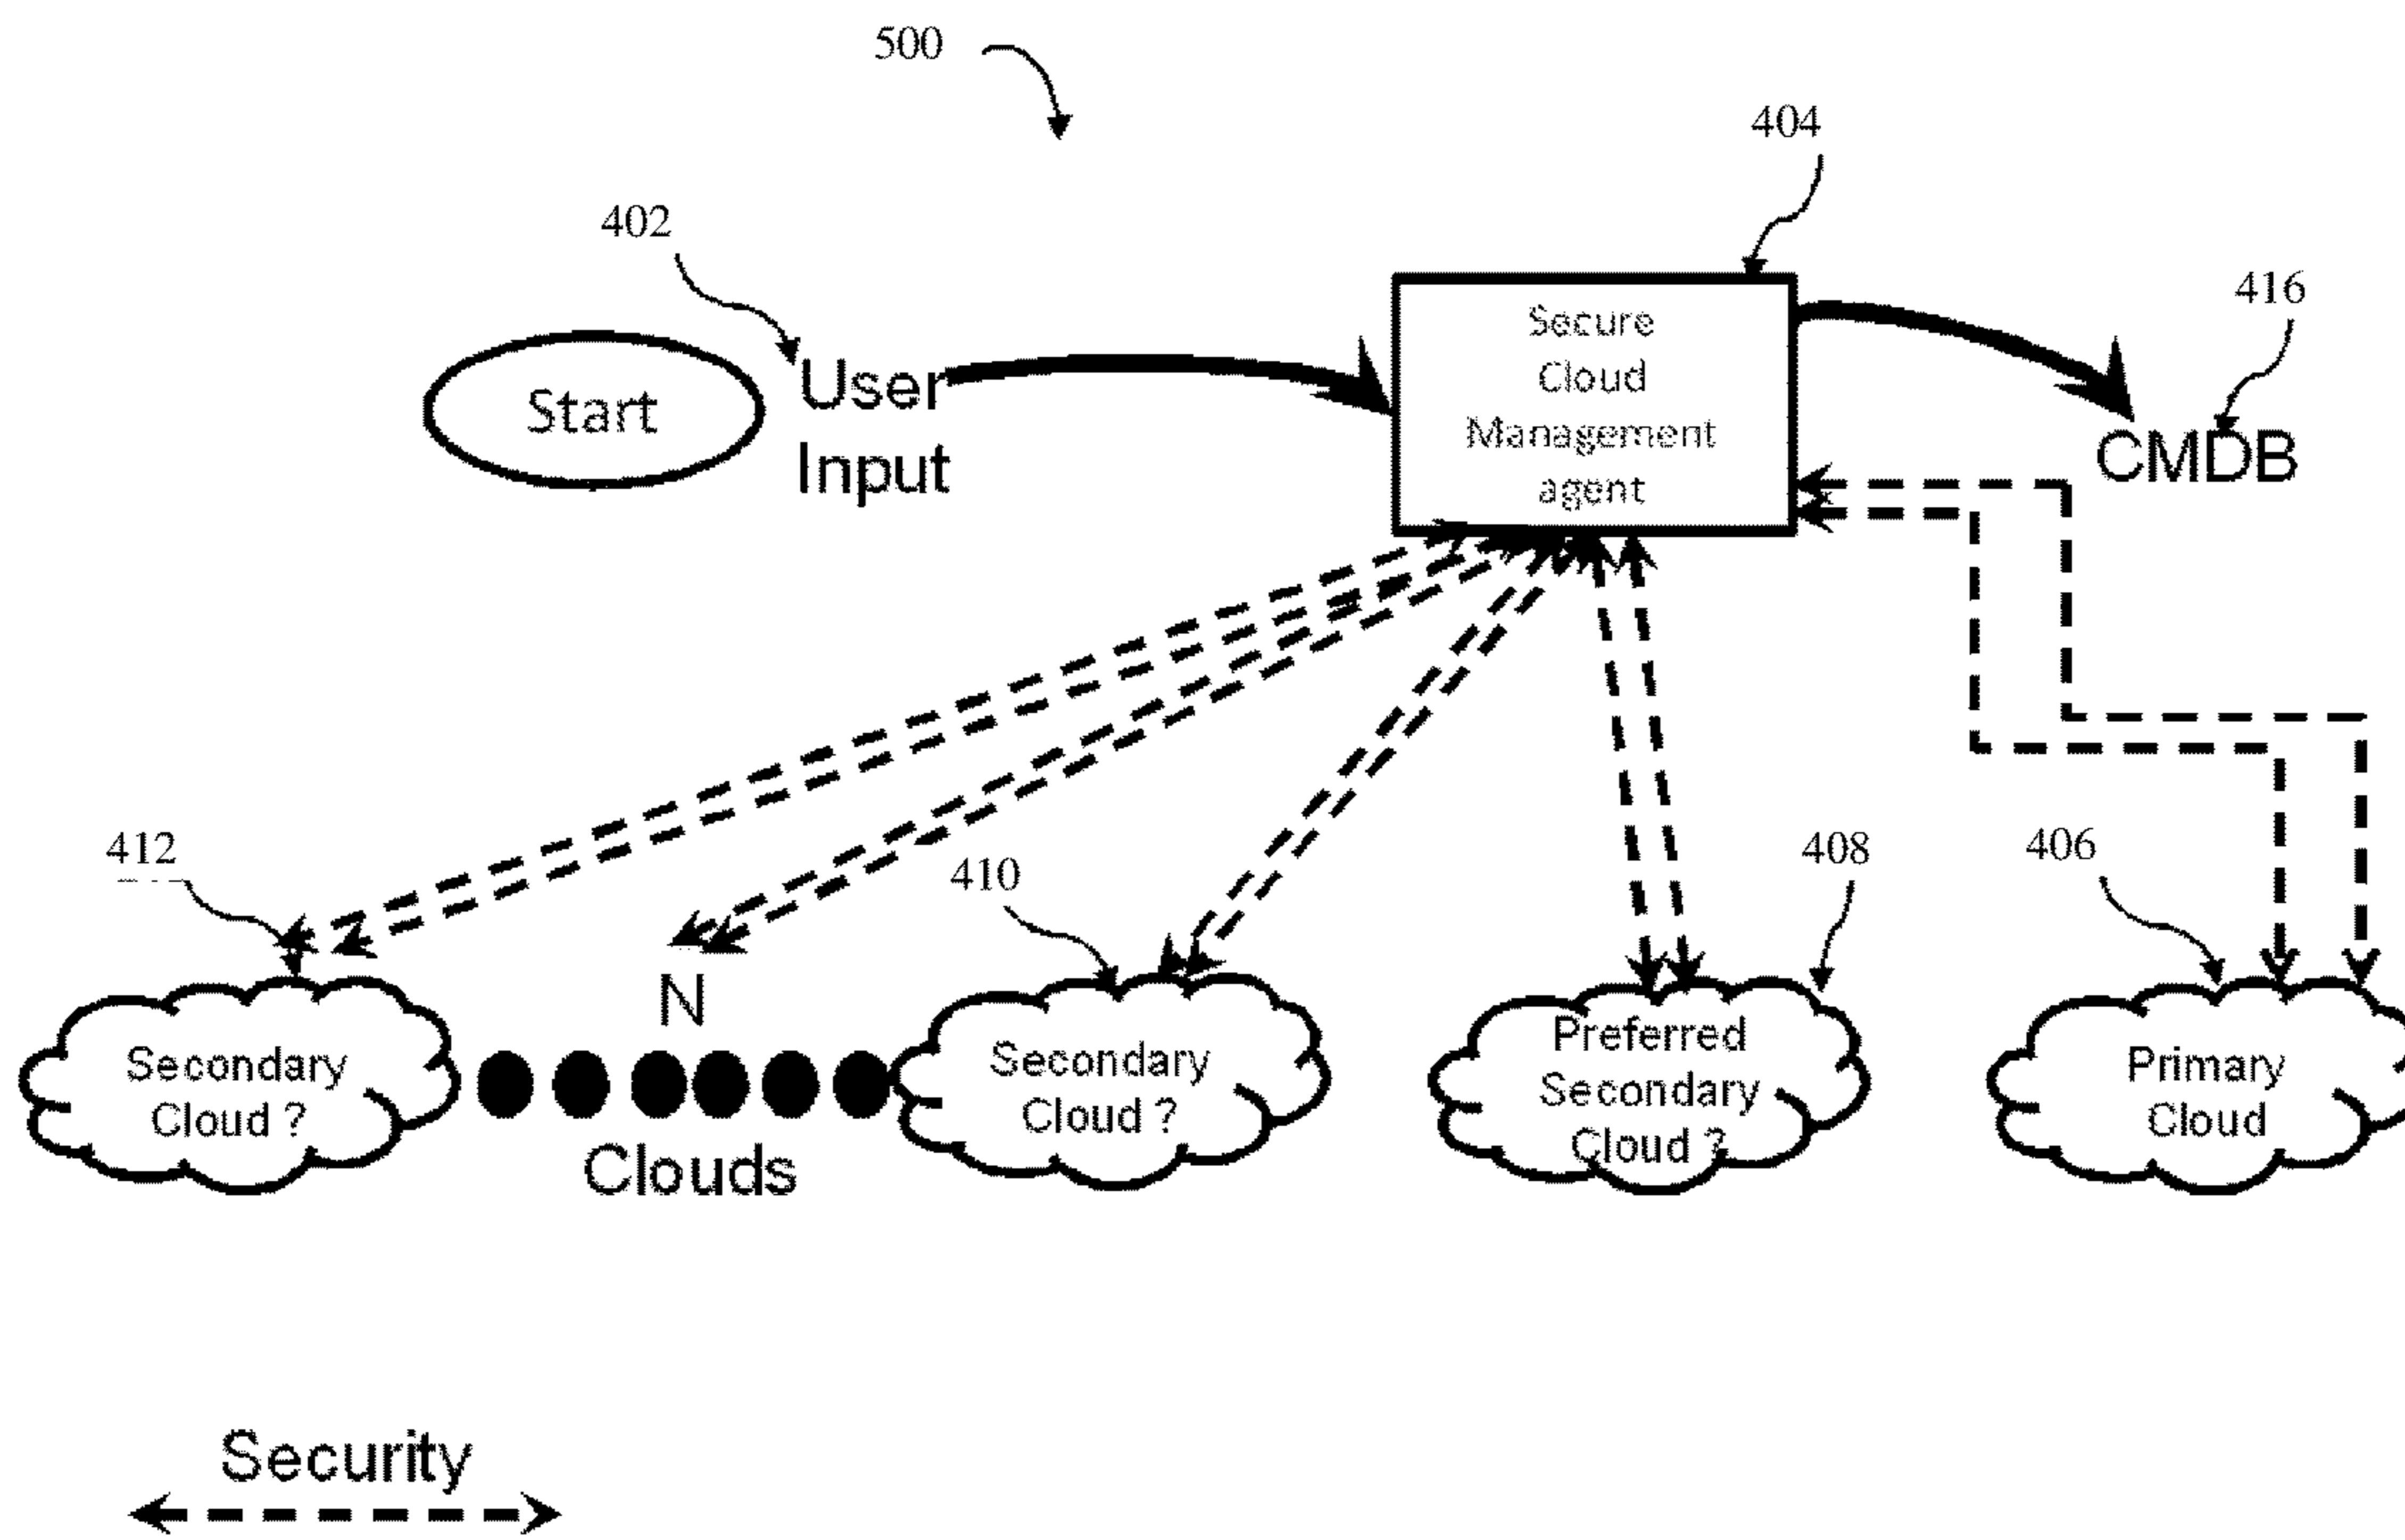 500
404
402
416
Start
User
Input
Secure
Cloud
Management
agent
CMDB
412
410
408
406
N
Secondary
Cloud ?
Clouds
Secondary
Cloud ?
Preferred
Secondary
Cloud ?
Primary
Cloud
Security